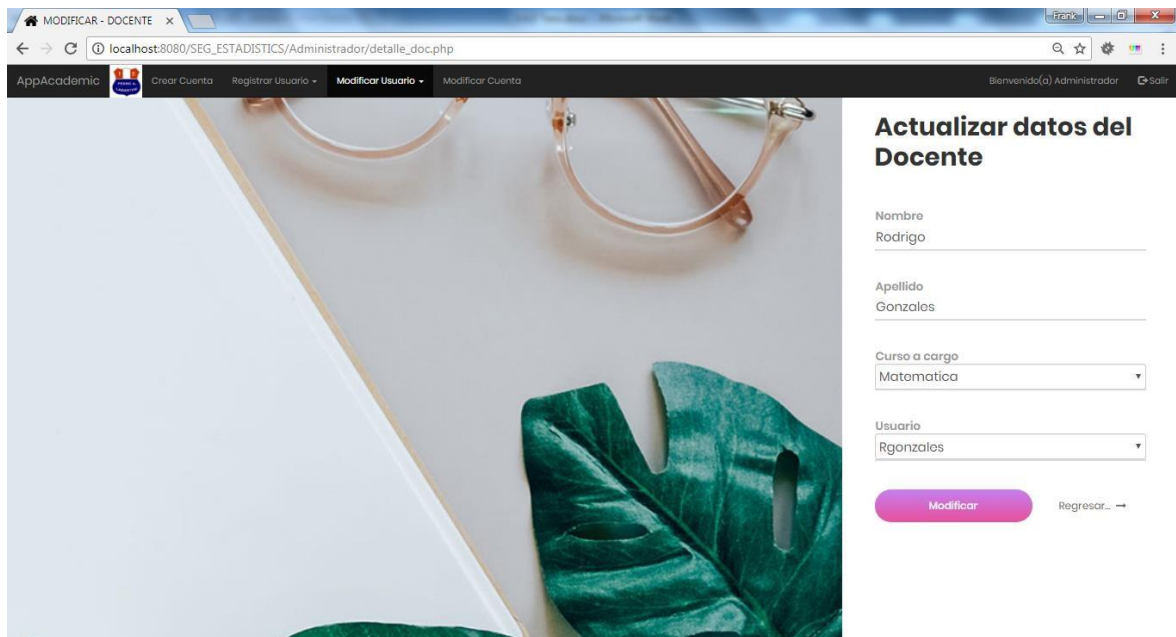 MODIFICAR - DOCENTE
Frank
localhost:8080/SEG_ESTADISTICS/Administrador/detalle_doc.php
AppAcademic Crear Cuenta Registrar Usuario Modificar Usuario Modificar Cuenta Bienvenido(a) Administrador Salir
Actualizar datos del
Docente
Nombre
Rodrigo
Apellido
Gonzales
Curso a cargo
Matematica
Usuario
Rgonzales
Modificar Regresar...